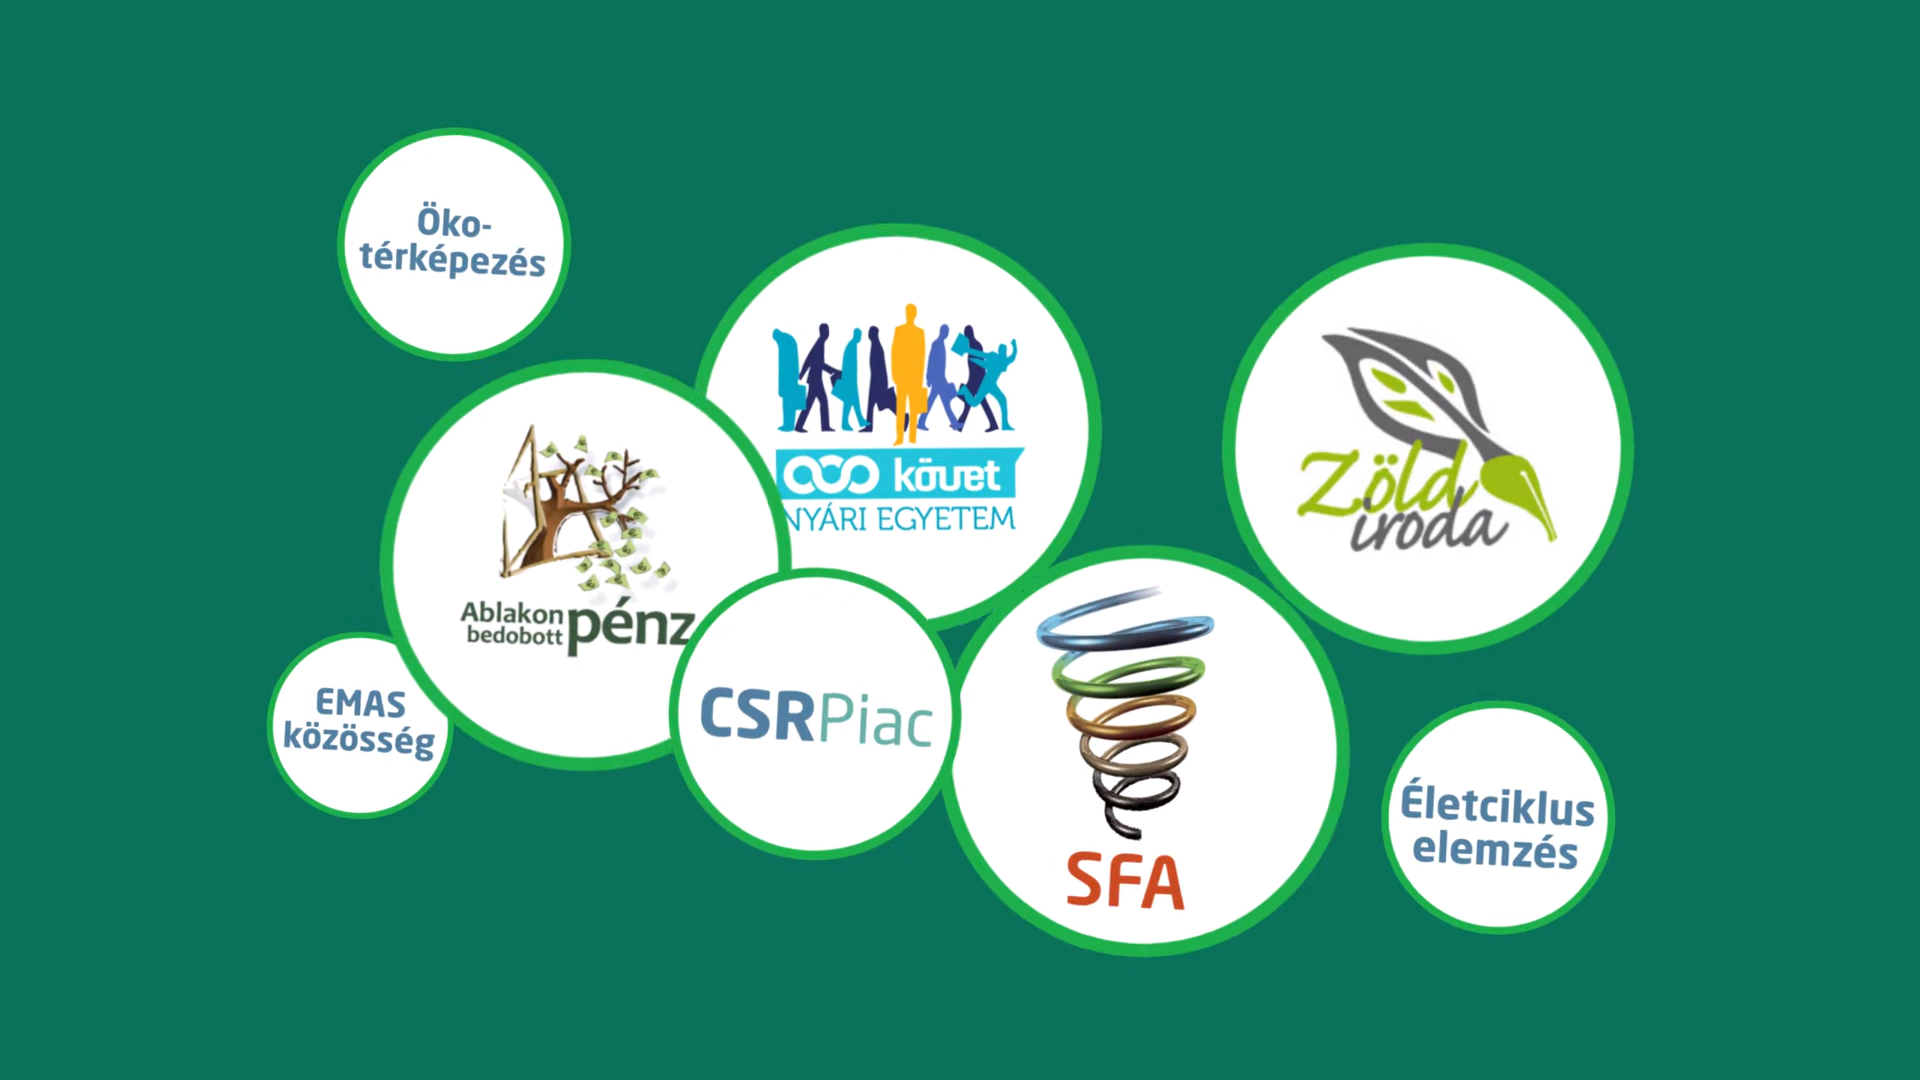 Öko-
térképezés
követ
NYÁRI EGYETEM
Zöld
iroda
Ablakon
bedobott pénz
EMAS
közösség
CSRPiac
SFA
Életciklus
elemzés